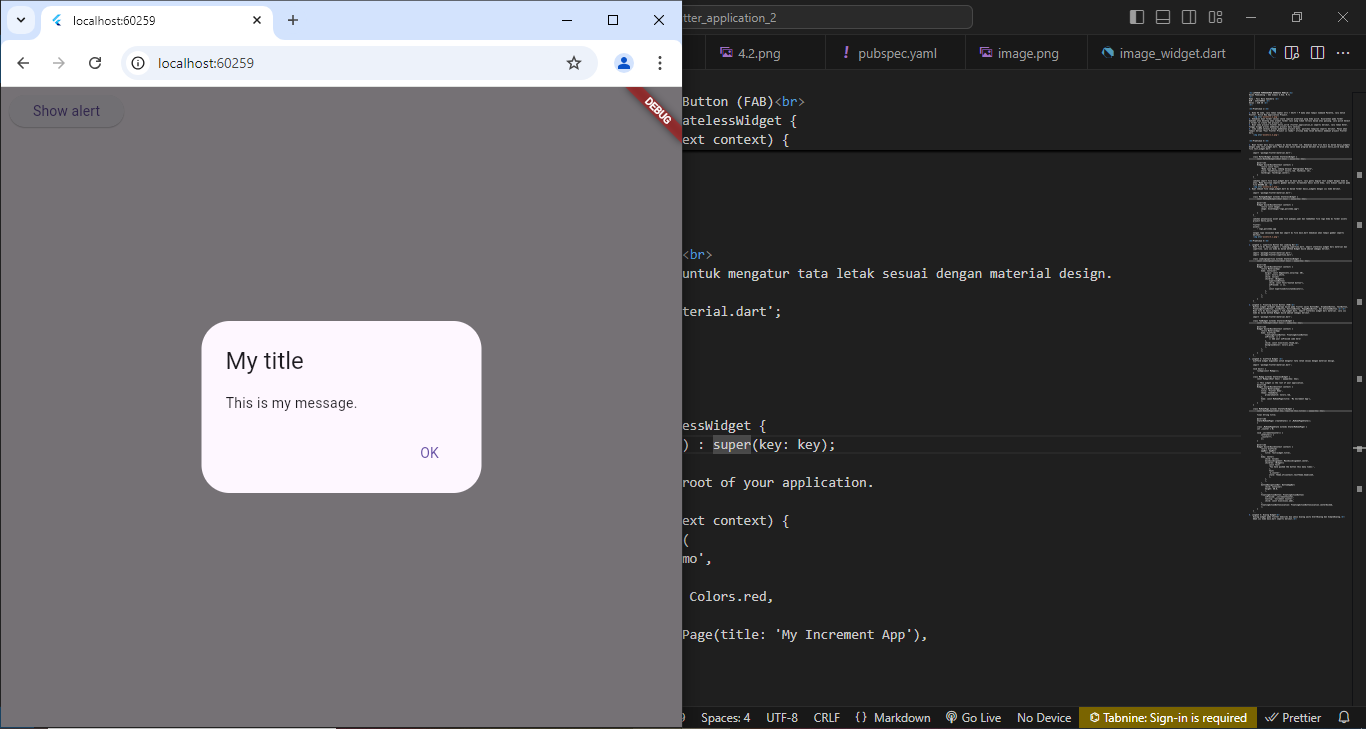 localhost:60259
localhost:60259
Show alert
DEBUG
My title
This is my message.
OK
tter_application_2
4.2.png
! pubspec.yaml
image.png
image_widget.dart
Button (FAB)<br>
atelessWidget {
ext context) {
<br>
untuk mengatur tata letak sesuai dengan material design.
terial.dart';
essWidget {
) : super(key: key);
root of your application.
ext context) {
(
mo',
Colors.red,
Page(title: 'My Increment App'),
Spaces: 4 UTF-8 CRLF {} Markdown Go Live No Device Tabnine: Sign-in is required Prettier